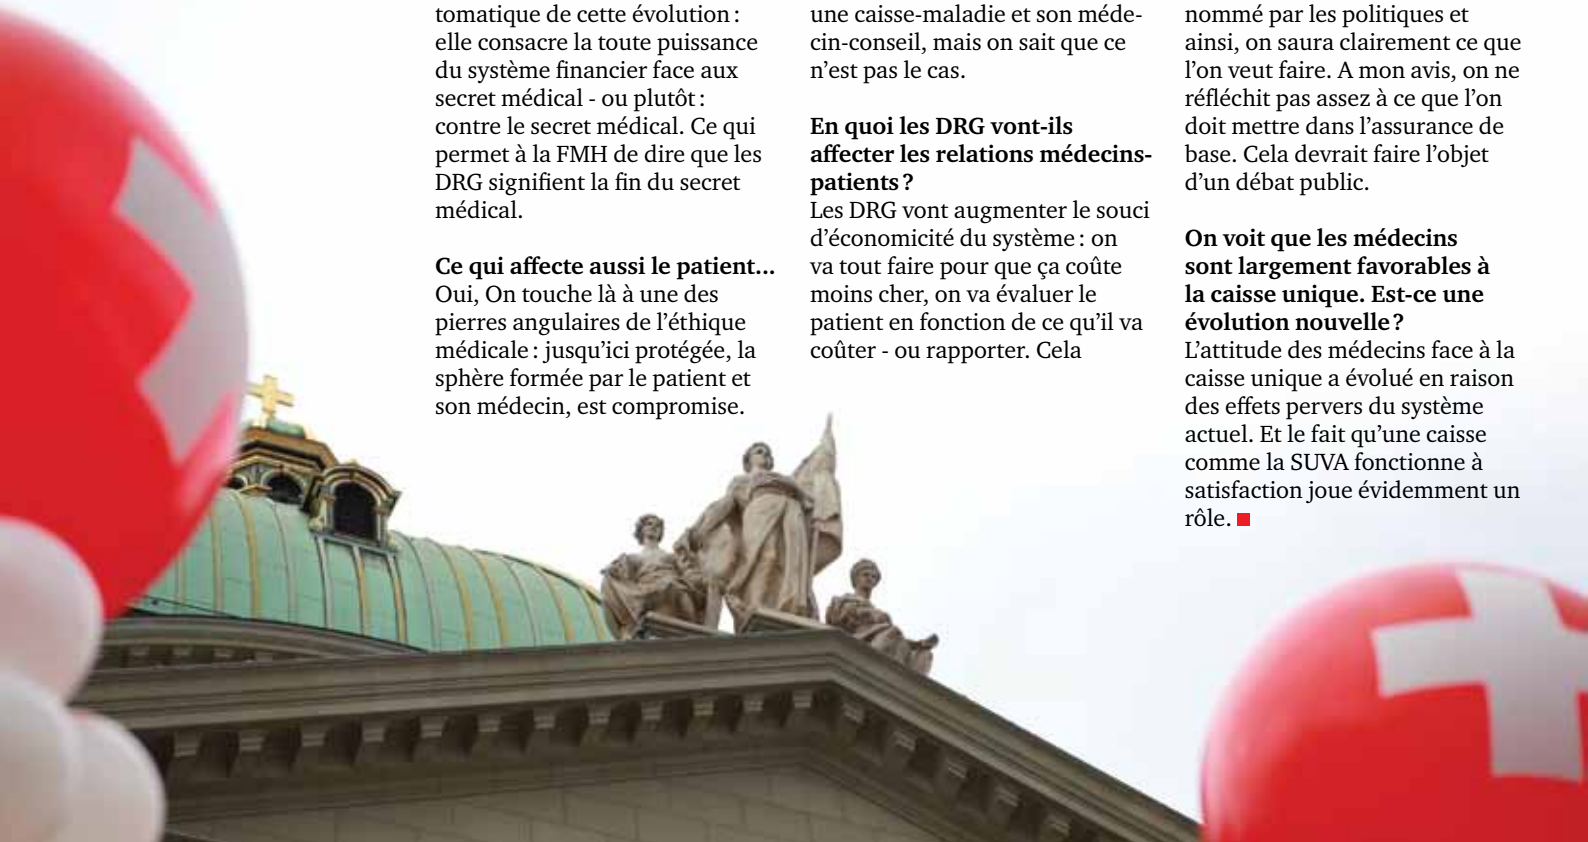 tomatique de cette évolution :
elle consacre la toute puissance
du système financier face aux
secret médical - ou plutôt :
contre le secret médical. Ce qui
permet à la FMH de dire que les
DRG signifient la fin du secret
médical.
Ce qui affecte aussi le patient...
Oui, On touche là à une des
pierres angulaires de l'éthique
médicale : jusqu'ici protégée, la
sphère formée par le patient et
son médecin, est compromise.
une caisse-maladie et son méde-
cin-conseil, mais on sait que ce
n'est pas le cas.
En quoi les DRG vont-ils
affecter les relations médecins-
patients ?
Les DRG vont augmenter le souci
d'économicité du système : on
va tout faire pour que ça coûte
moins cher, on va évaluer le
patient en fonction de ce qu'il va
coûter - ou rapporter. Cela
nommé par les politiques et
ainsi, on saura clairement ce que
l'on veut faire. A mon avis, on ne
réfléchit pas assez à ce que l'on
doit mettre dans l'assurance de
base. Cela devrait faire l'objet
d'un débat public.
On voit que les médecins
sont largement favorables à
la caisse unique. Est-ce une
évolution nouvelle ?
L'attitude des médecins face à la
caisse unique a évolué en raison
des effets pervers du système
actuel. Et le fait qu'une caisse
comme la SUVA fonctionne à
satisfaction joue évidemment un
rôle.